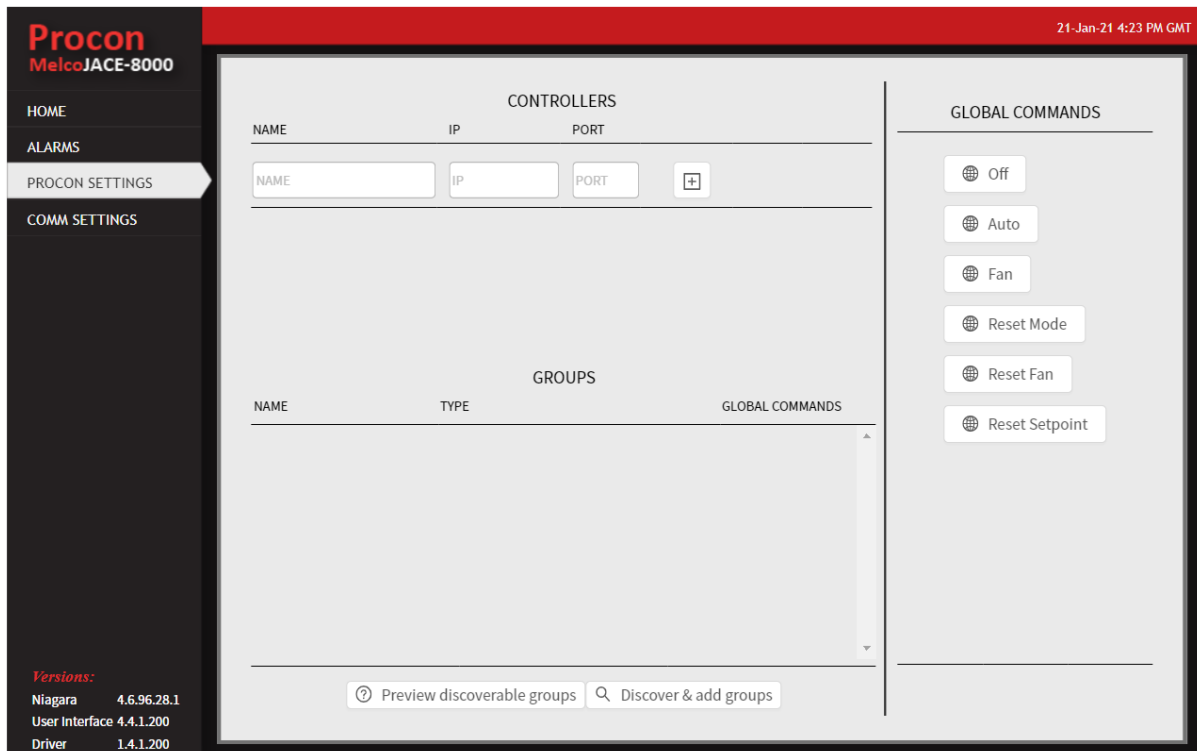 Procon
MelcoJACE-8000
21-Jan-21 4:23 PM GMT
HOME
ALARMS
PROCON SETTINGS
COMM SETTINGS
CONTROLLERS
NAME IP PORT
NAME IP PORT
GROUPS
NAME TYPE GLOBAL COMMANDS
Preview discoverable groups Discover & add groups
GLOBAL COMMANDS
Off
Auto
Fan
Reset Mode
Reset Fan
Reset Setpoint
Versions:
Niagara 4.6.96.28.1
User Interface 4.4.1.200
Driver 1.4.1.200